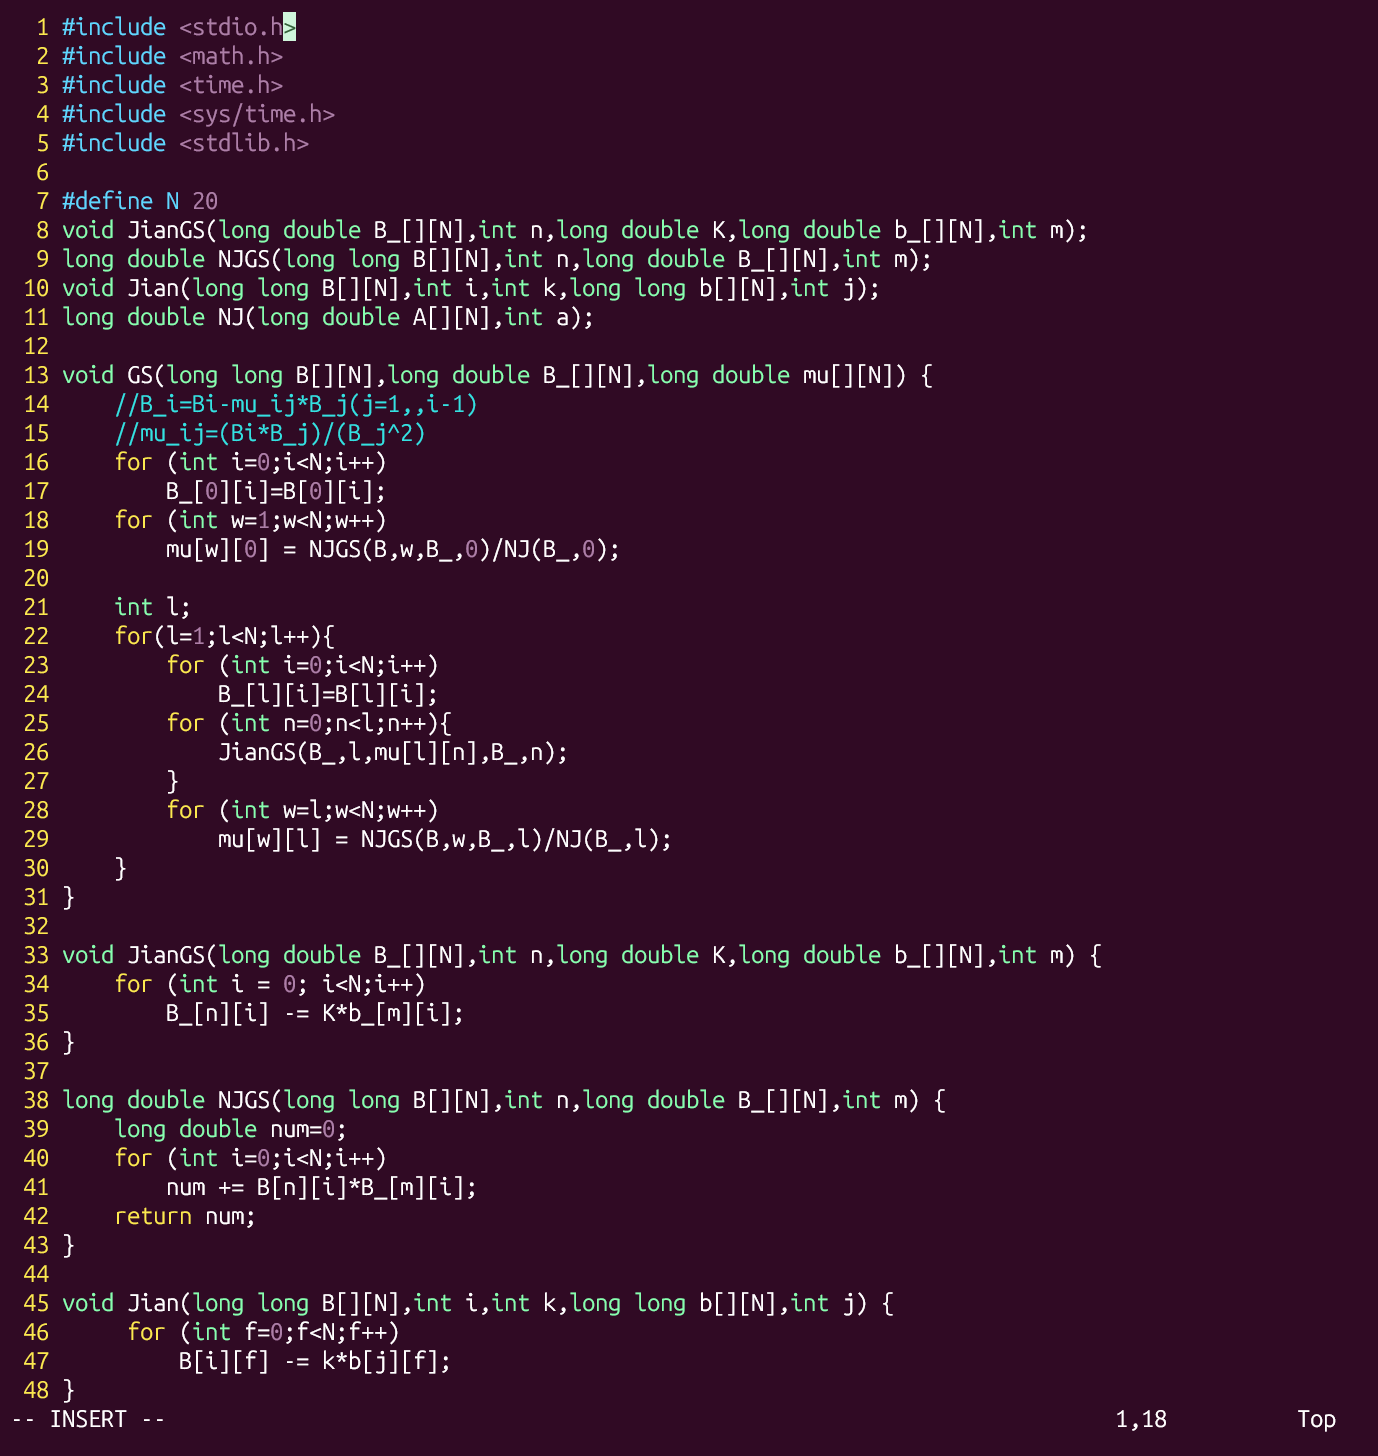 1 #include <stdio.h>
2 #include <math.h>
3 #include <time.h>
4 #include <sys/time.h>
5 #include <stdlib.h>
6
7 #define N 20
8 void JianGS(long double B_[][N],int n,long double K,long double b_[][N],int m);
9 long double NJGS(long long B[][N],int n,long double B_[][N],int m);
10 void Jian(long long B[][N],int i,int k,long long b[][N],int j);
11 long double NJ(long double A[][N],int a);
12
13 void GS(long long B[][N],long double B_[][N],long double mu[][N]) {
14     //B_i=Bi-mu_ij*B_j(j=1,,i-1)
15     //mu_ij=(Bi*B_j)/(B_j^2)
16     for (int i=0;i<N;i++)
17         B_[0][i]=B[0][i];
18     for (int w=1;w<N;w++)
19         mu[w][0] = NJGS(B,w,B_,0)/NJ(B_,0);
20
21     int l;
22     for(l=1;l<N;l++){
23         for (int i=0;i<N;i++)
24             B_[l][i]=B[l][i];
25         for (int n=0;n<l;n++){
26             JianGS(B_,l,mu[l][n],B_,n);
27         }
28         for (int w=l;w<N;w++)
29             mu[w][l] = NJGS(B,w,B_,l)/NJ(B_,l);
30     }
31 }
32
33 void JianGS(long double B_[][N],int n,long double K,long double b_[][N],int m) {
34     for (int i = 0; i<N;i++)
35         B_[n][i] -= K*b_[m][i];
36 }
37
38 long double NJGS(long long B[][N],int n,long double B_[][N],int m) {
39     long double num=0;
40     for (int i=0;i<N;i++)
41         num += B[n][i]*B_[m][i];
42     return num;
43 }
44
45 void Jian(long long B[][N],int i,int k,long long b[][N],int j) {
46      for (int f=0;f<N;f++)
47          B[i][f] -= k*b[j][f];
48 }
-- INSERT -- 1,18 Top